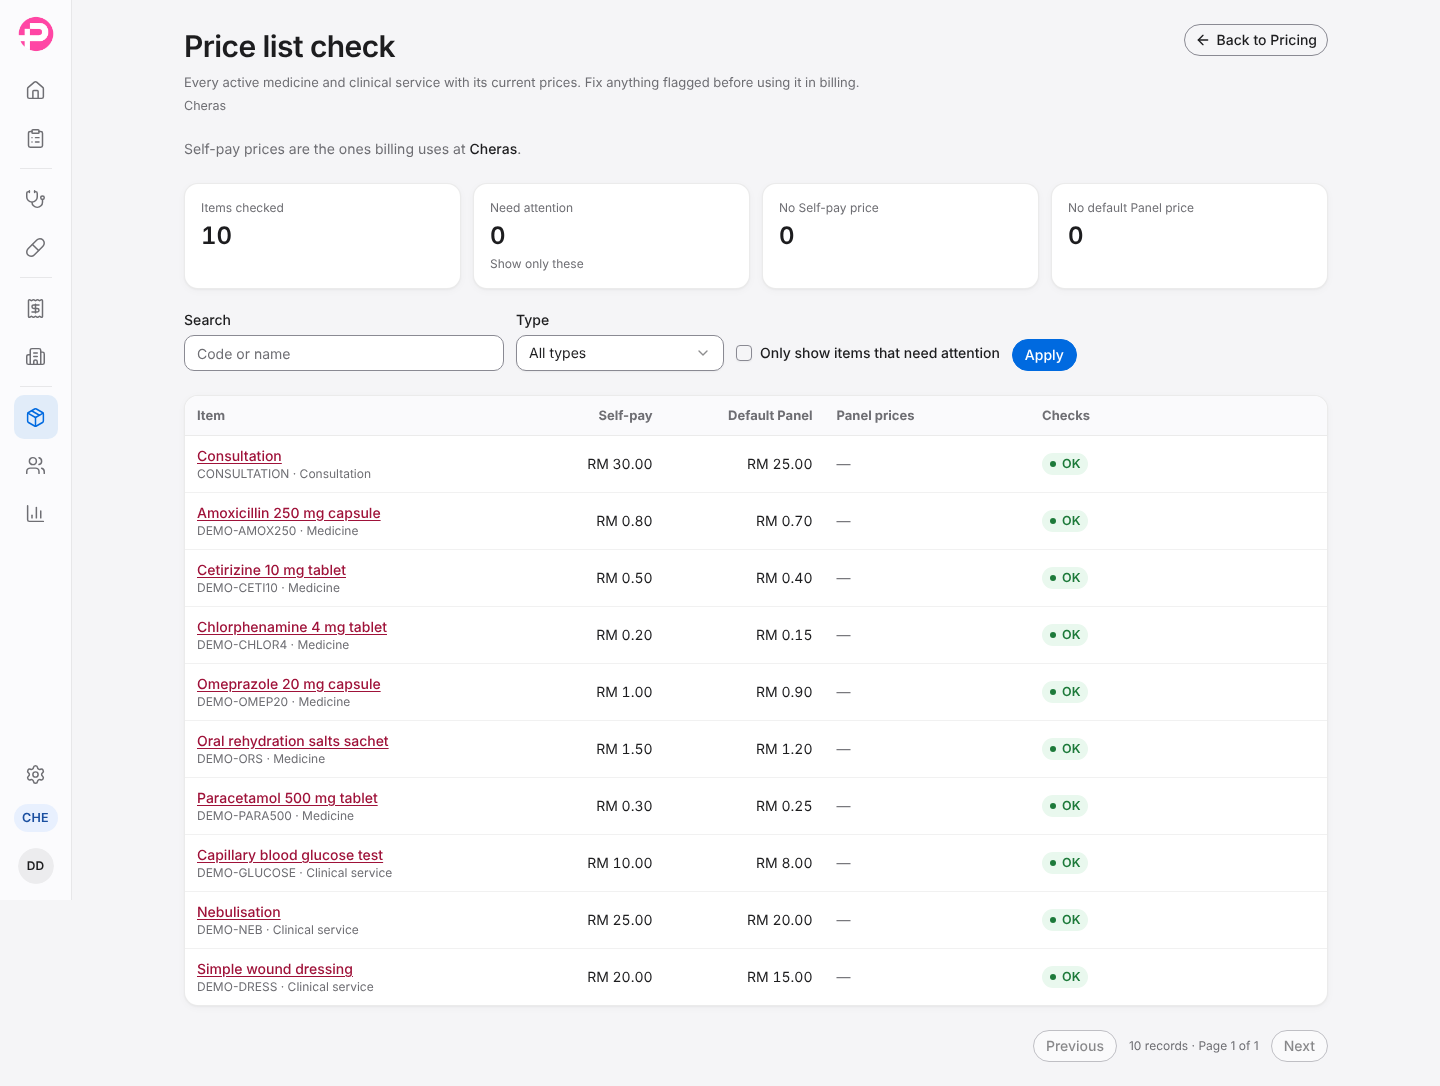 Price list check
Back to Pricing
Every active medicine and clinical service with its current prices. Fix anything flagged before using it in billing.
Cheras
Self-pay prices are the ones billing uses at Cheras.
Items checked
10
Need attention
0
Show only these
No Self-pay price
0
No default Panel price
0
Search
Code or name
Type
All types
Only show items that need attention
Apply
Item Self-pay Default Panel Panel prices Checks
Consultation
CONSULTATION · Consultation
RM 30.00 RM 25.00 — OK
Amoxicillin 250 mg capsule
DEMO-AMOX250 · Medicine
RM 0.80 RM 0.70 — OK
Cetirizine 10 mg tablet
DEMO-CETI10 · Medicine
RM 0.50 RM 0.40 — OK
Chlorphenamine 4 mg tablet
DEMO-CHLOR4 · Medicine
RM 0.20 RM 0.15 — OK
Omeprazole 20 mg capsule
DEMO-OMEP20 · Medicine
RM 1.00 RM 0.90 — OK
Oral rehydration salts sachet
DEMO-ORS · Medicine
RM 1.50 RM 1.20 — OK
Paracetamol 500 mg tablet
DEMO-PARA500 · Medicine
RM 0.30 RM 0.25 — OK
Capillary blood glucose test
DEMO-GLUCOSE · Clinical service
RM 10.00 RM 8.00 — OK
Nebulisation
DEMO-NEB · Clinical service
RM 25.00 RM 20.00 — OK
Simple wound dressing
DEMO-DRESS · Clinical service
RM 20.00 RM 15.00 — OK
Previous
10 records · Page 1 of 1
Next
CHE
DD